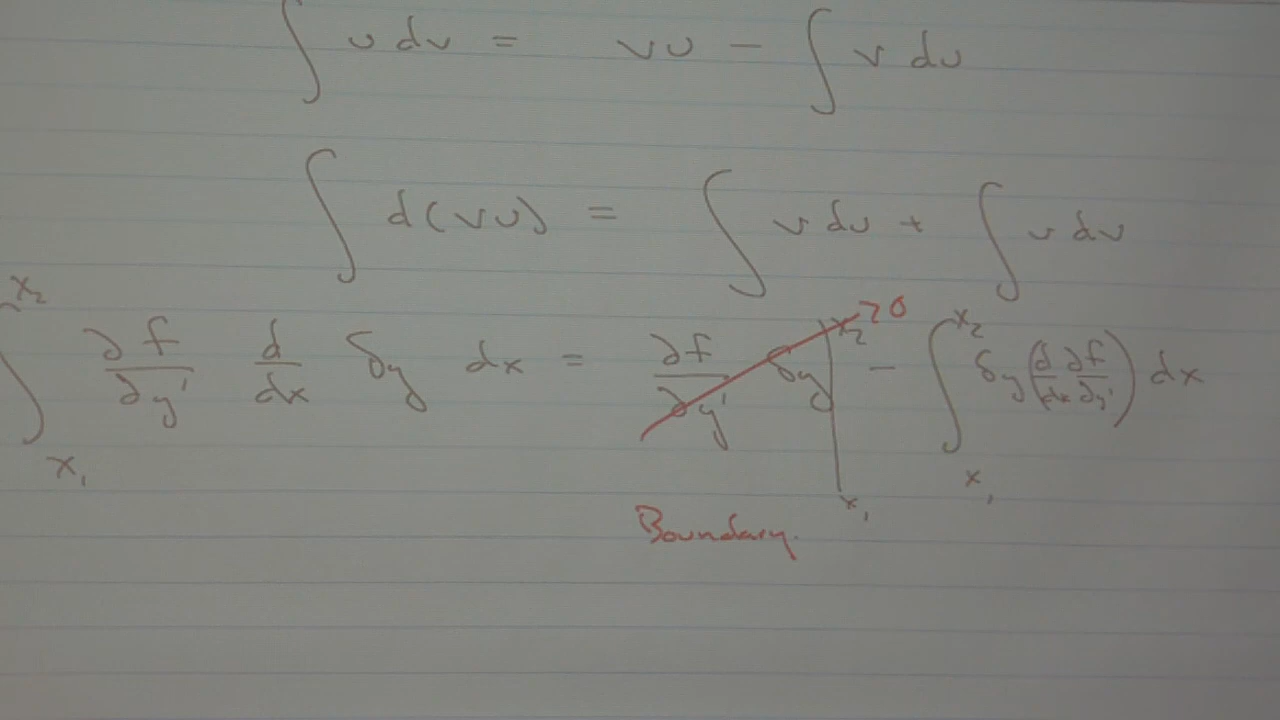 ∫ u dv = vu − ∫ v du
∫ d(vu) = ∫ v du + ∫ u dv
∫_{x₁}^{x₂} ∂f/∂y' d/dx δy dx = ∂f/∂y' δy |_{x₁}^{x₂} → 0 − ∫_{x₁}^{x₂} δy (d/dx ∂f/∂y') dx
Boundary.